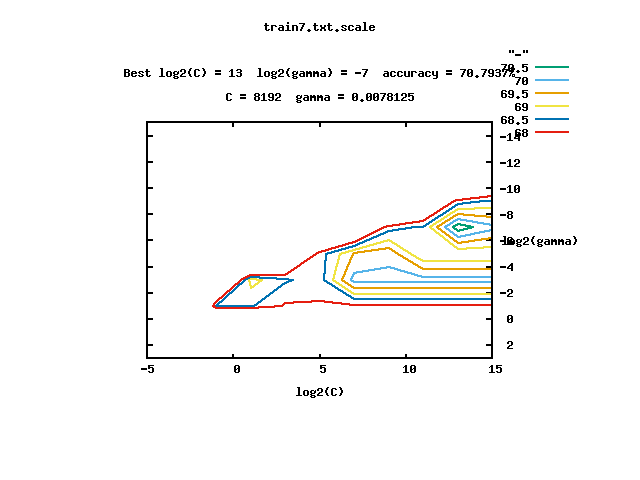 train7.txt.scale
"-"
Best log2(C) = 13  log2(gamma) = -7  accuracy = 70.7937%
70.5
70
69.5
69
68.5
68
C = 8192  gamma = 0.0078125
-14
-12
-10
-8
-6
log2(gamma)
-4
-2
0
2
-5 0 5 10 15
log2(C)